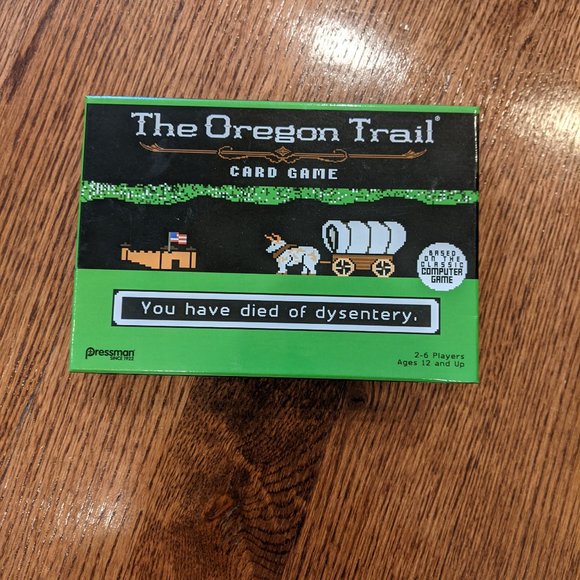 The Oregon Trail®
CARD GAME
BASED
ON THE
CLASSIC
COMPUTER
GAME
You have died of dysentery.
Pressman®
SINCE 1922
2-6 Players
Ages 12 and Up